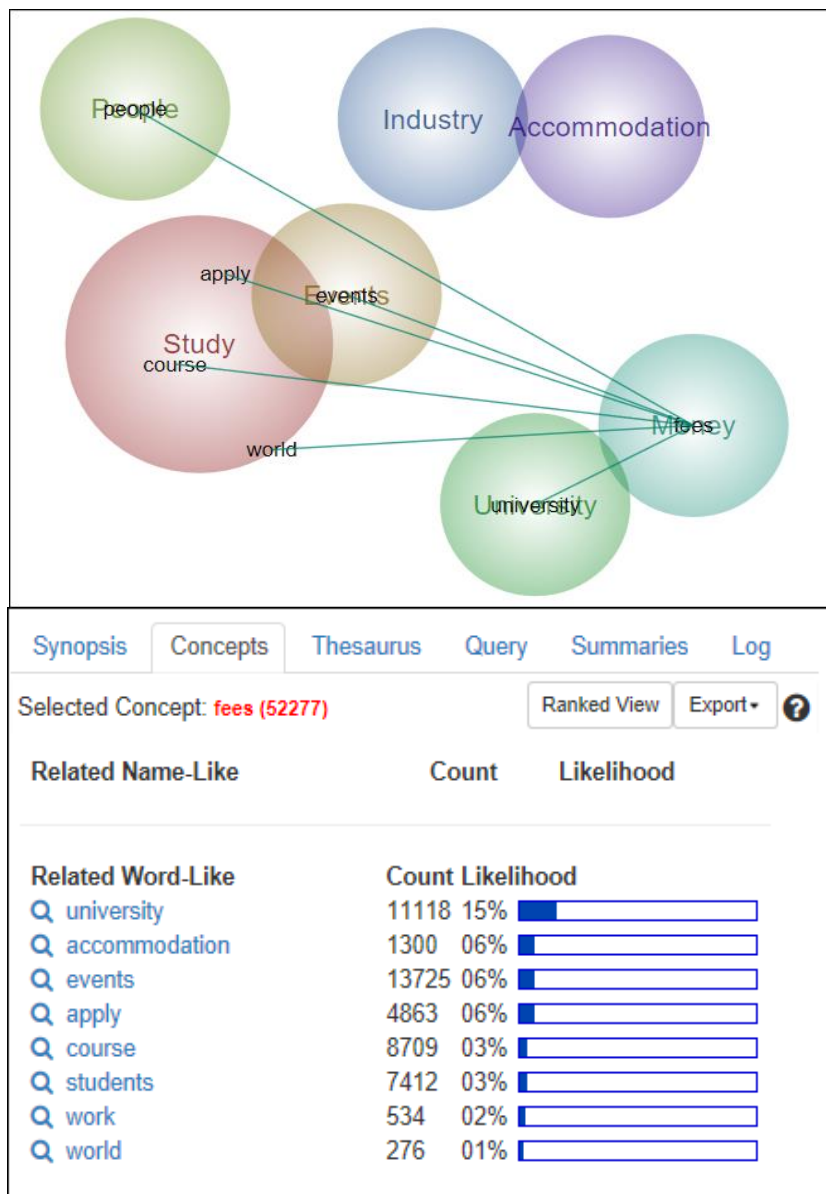 People
people
Industry
Accommodation
apply
Events
events
Study
course
world
Money
fees
University
university
Synopsis Concepts Thesaurus Query Summaries Log
Selected Concept: fees (52277) Ranked View Export ?
Related Name-Like Count Likelihood
Related Word-Like Count Likelihood
university 11118 15%
accommodation 1300 06%
events 13725 06%
apply 4863 06%
course 8709 03%
students 7412 03%
work 534 02%
world 276 01%